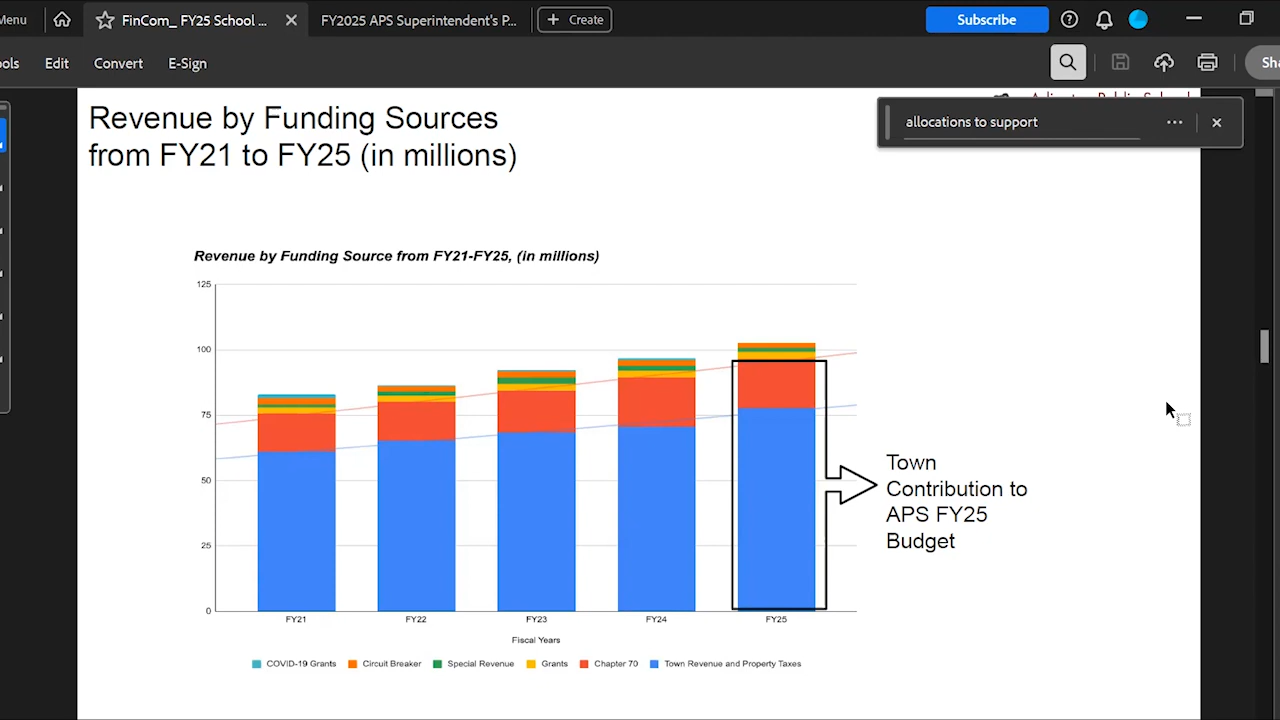 Menu
FinCom_ FY25 School ...
FY2025 APS Superintendent's P...
Create
Subscribe
Edit
Convert
E-Sign
allocations to support
Revenue by Funding Sources
from FY21 to FY25 (in millions)
Revenue by Funding Source from FY21-FY25, (in millions)
125
100
75
50
25
0
FY21
FY22
FY23
FY24
FY25
Fiscal Years
COVID-19 Grants
Circuit Breaker
Special Revenue
Grants
Chapter 70
Town Revenue and Property Taxes
Town
Contribution to
APS FY25
Budget